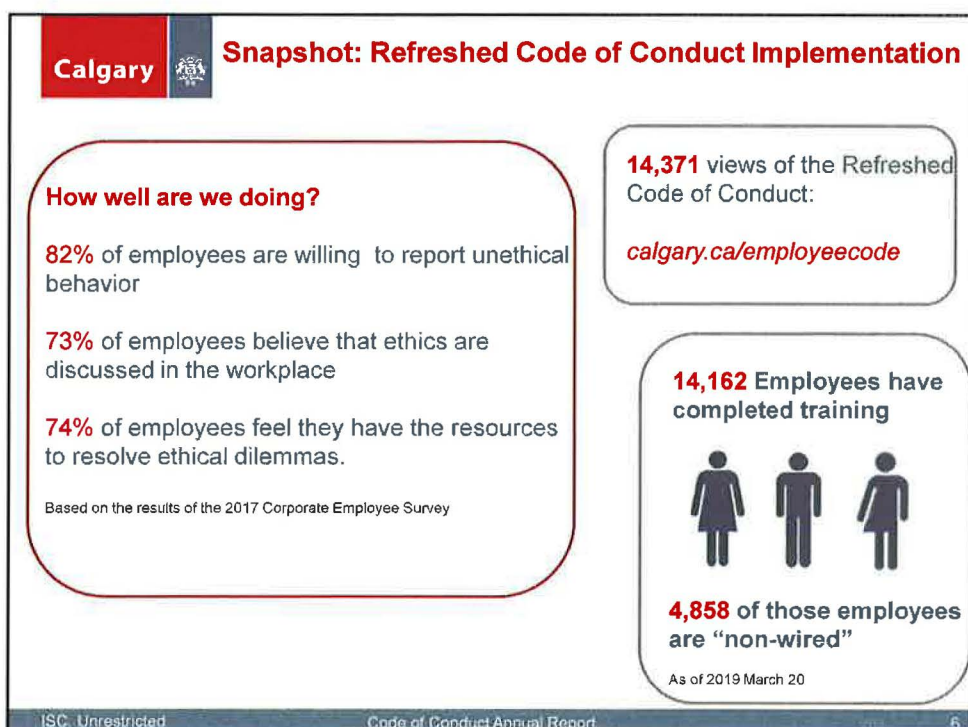 Calgary
Snapshot: Refreshed Code of Conduct Implementation
How well are we doing?
82% of employees are willing to report unethical
behavior
73% of employees believe that ethics are
discussed in the workplace
74% of employees feel they have the resources
to resolve ethical dilemmas.
Based on the results of the 2017 Corporate Employee Survey
14,371 views of the Refreshed
Code of Conduct:
calgary.ca/employeecode
14,162 Employees have
completed training
4,858 of those employees
are “non-wired”
As of 2019 March 20
ISC. Unrestricted
Code of Conduct Annual Report
6